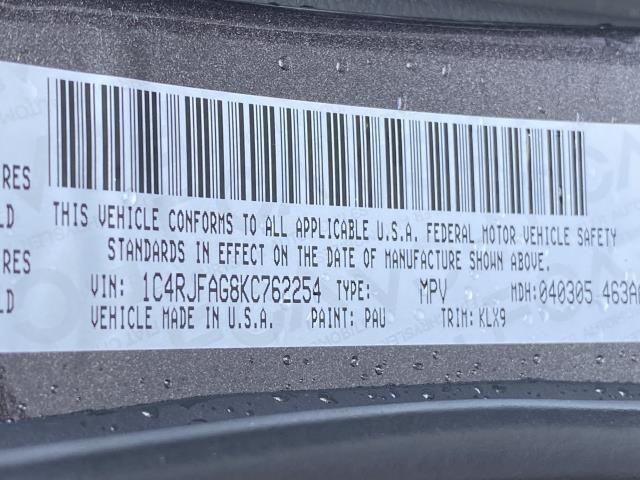 RES
LD
THIS VEHICLE CONFORMS TO ALL APPLICABLE U.S.A. FEDERAL MOTOR VEHICLE SAFETY
RES STANDARDS IN EFFECT ON THE DATE OF MANUFACTURE SHOWN ABOVE.
LD VIN: 1C4RJFAG8KC762254 TYPE: MPV MDH:040305 463A
VEHICLE MADE IN U.S.A. PAINT: PAU TRIM: KLX9